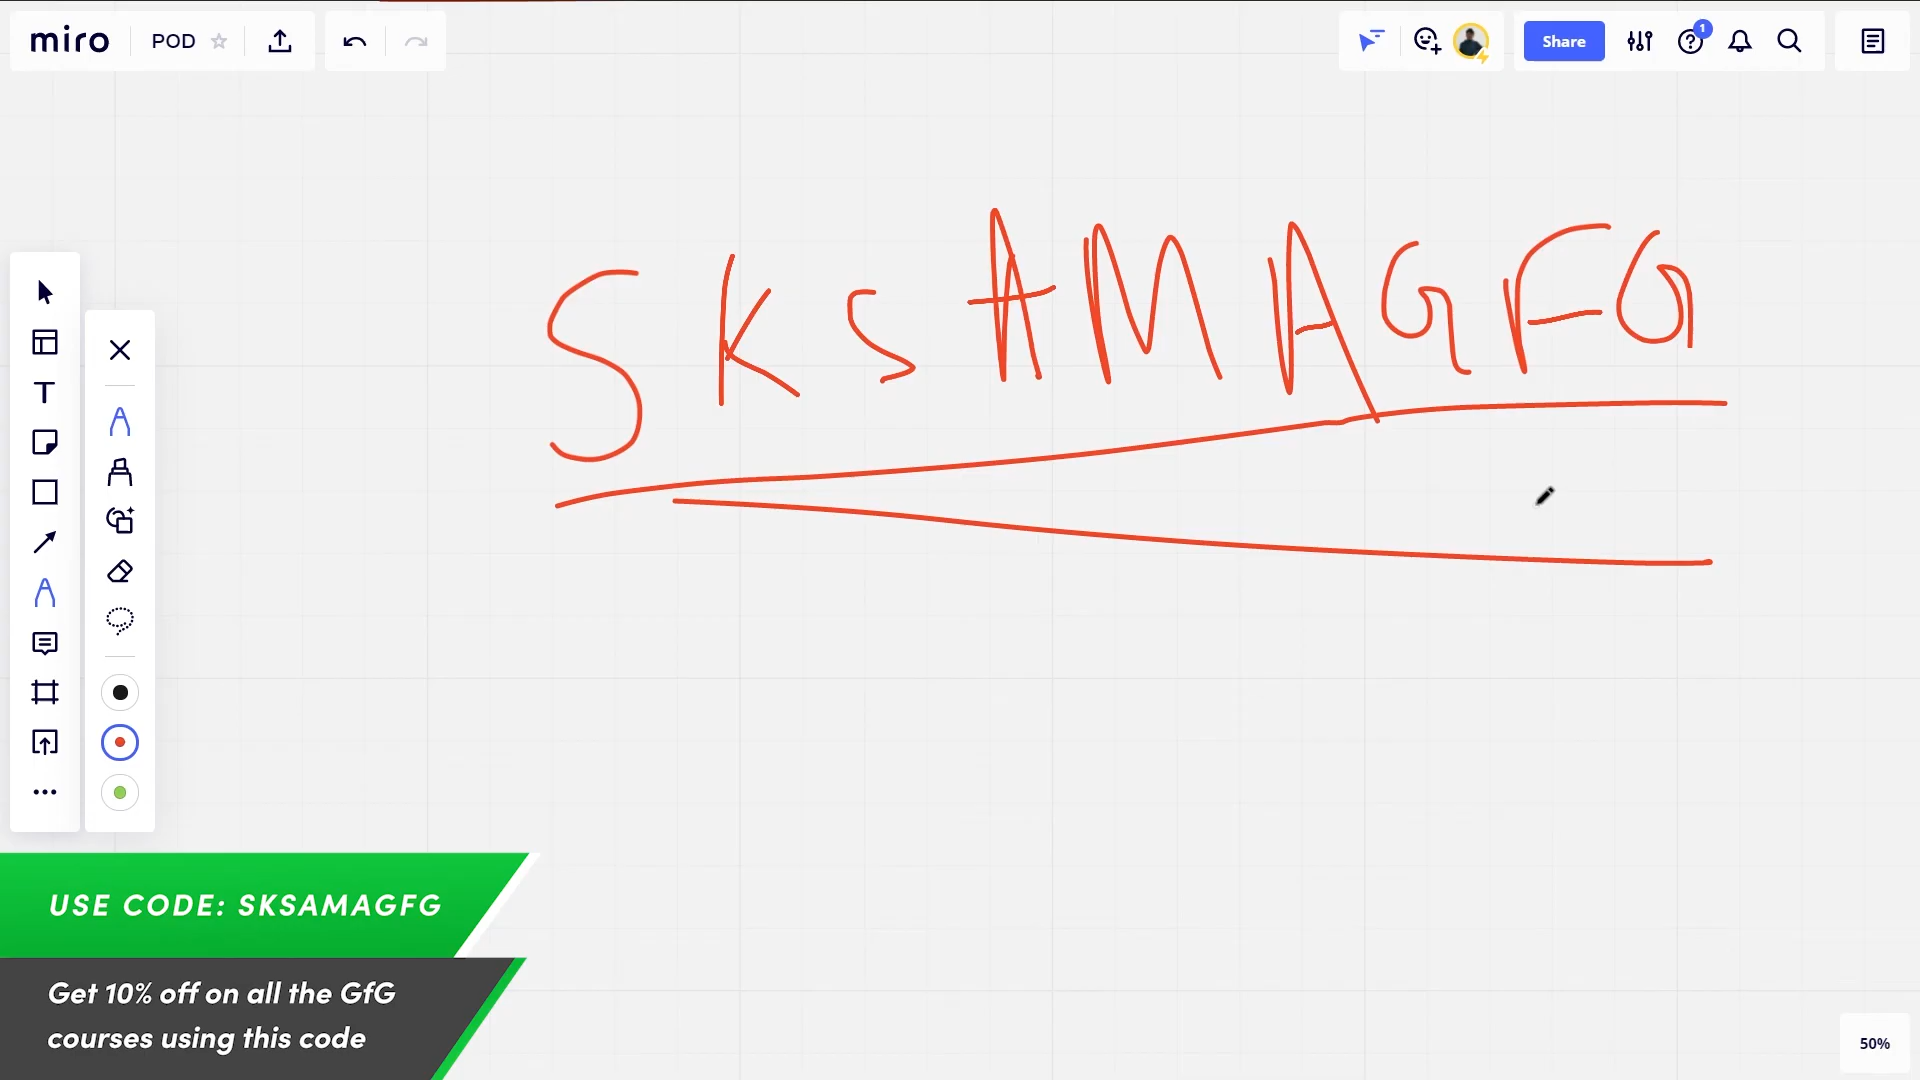 miro POD
Share
1
SKSAMAGFG
T
USE CODE: SKSAMAGFG
Get 10% off on all the GfG
courses using this code
50%